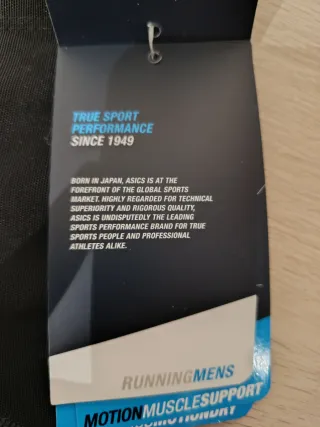 TRUE SPORT
PERFORMANCE
SINCE 1949
BORN IN JAPAN, ASICS IS AT THE
FOREFRONT OF THE GLOBAL SPORTS
MARKET. HIGHLY REGARDED FOR TECHNICAL
SUPERIORITY AND RIGOROUS QUALITY,
ASICS IS UNDISPUTEDLY THE LEADING
SPORTS PERFORMANCE BRAND FOR TRUE
SPORTS PEOPLE AND PROFESSIONAL
ATHLETES ALIKE.
RUNNINGMENS
MOTIONMUSCLESUPPORT